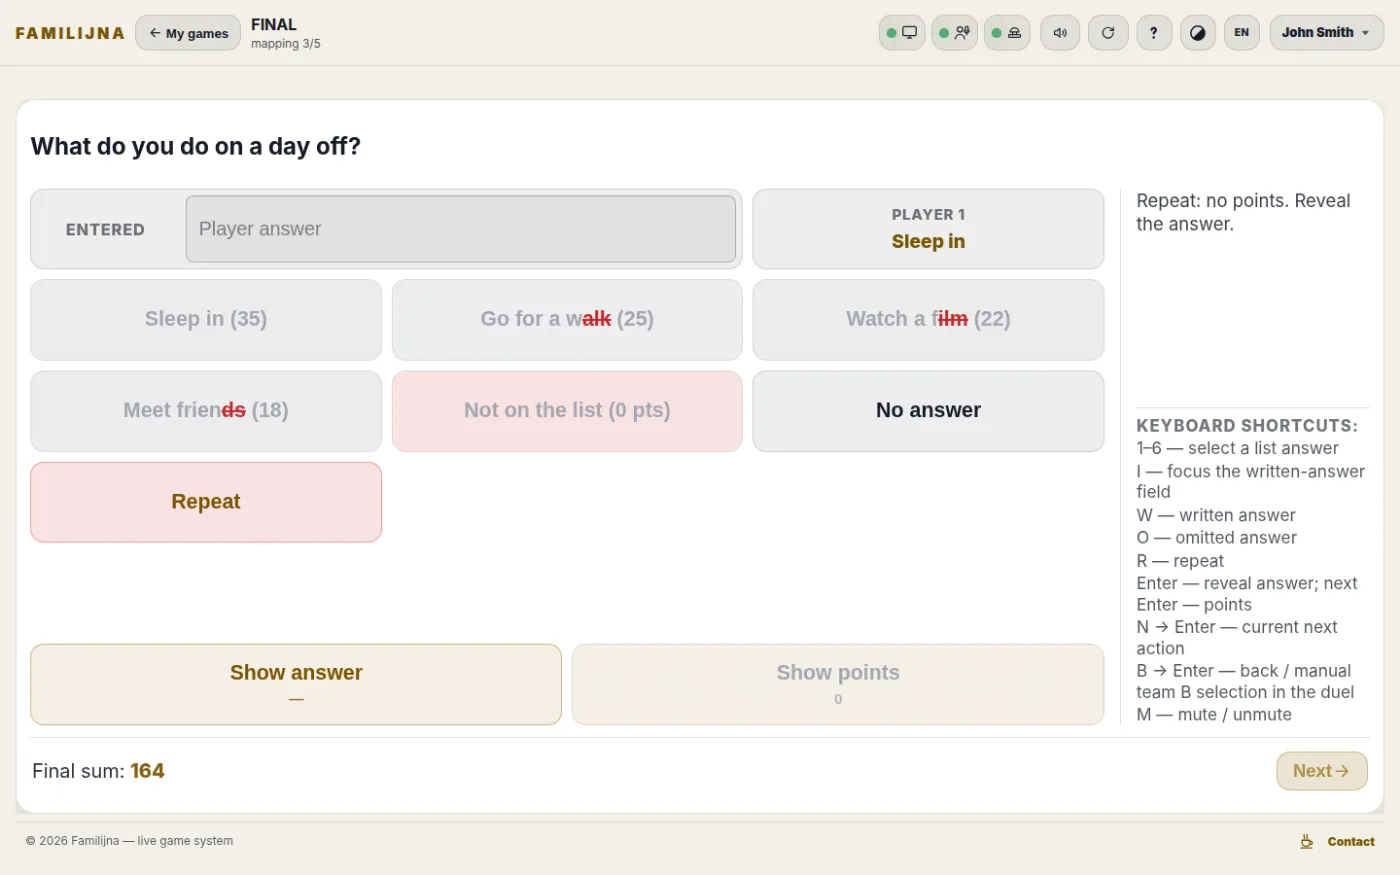 FAMILIJNA
← My games
FINAL
mapping 3/5
?
EN
John Smith
What do you do on a day off?
ENTERED
Player answer
PLAYER 1
Sleep in
Repeat: no points. Reveal
the answer.
Sleep in (35)
Go for a walk (25)
Watch a film (22)
Meet friends (18)
Not on the list (0 pts)
No answer
Repeat
KEYBOARD SHORTCUTS:
1–6 — select a list answer
I — focus the written-answer
field
W — written answer
O — omitted answer
R — repeat
Enter — reveal answer; next
Enter — points
N → Enter — current next
action
B → Enter — back / manual
team B selection in the duel
M — mute / unmute
Show answer
—
Show points
0
Final sum: 164
Next →
© 2026 Familijna — live game system
Contact